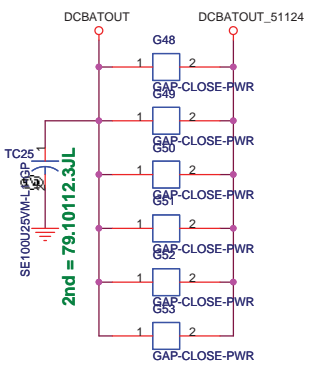 DCBATOUT
DCBATOUT_51124
G48
1
2
GAP-CLOSE-PWR
G49
1
2
GAP-CLOSE-PWR
G50
1
2
GAP-CLOSE-PWR
G51
1
2
GAP-CLOSE-PWR
G52
1
2
GAP-CLOSE-PWR
G53
1
2
GAP-CLOSE-PWR
TC25
1
2nd = 79.10112.3JL